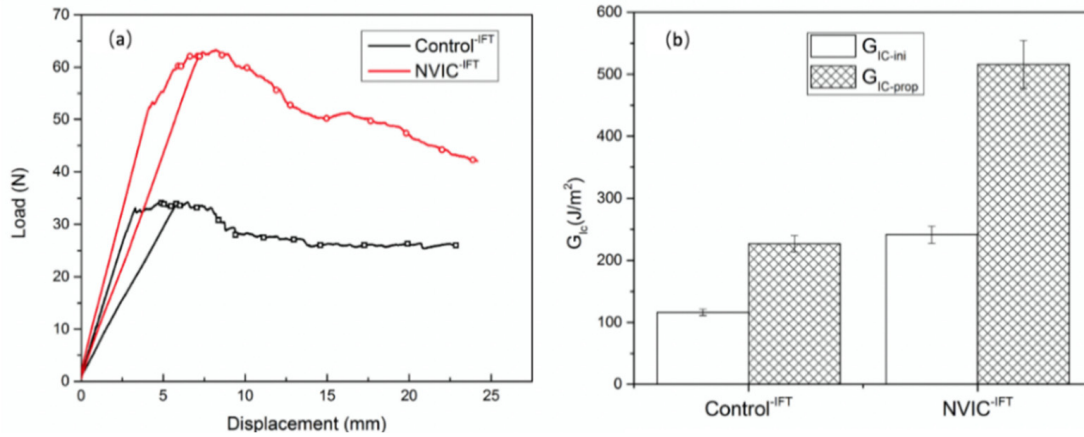 (a)
Control-IFT
NVIC-IFT
70
60
50
40
30
20
10
0
Load (N)
0 5 10 15 20 25
Displacement (mm)
(b)
GIC-ini
GIC-prop
600
500
400
300
200
100
0
GIc(J/m²)
Control-IFT NVIC-IFT